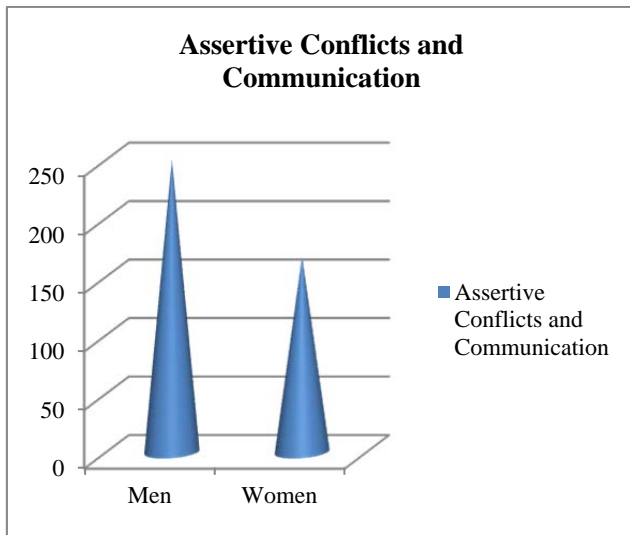 Assertive Conflicts and
Communication
250
200
150
100
50
0
Men
Women
Assertive
Conflicts and
Communication